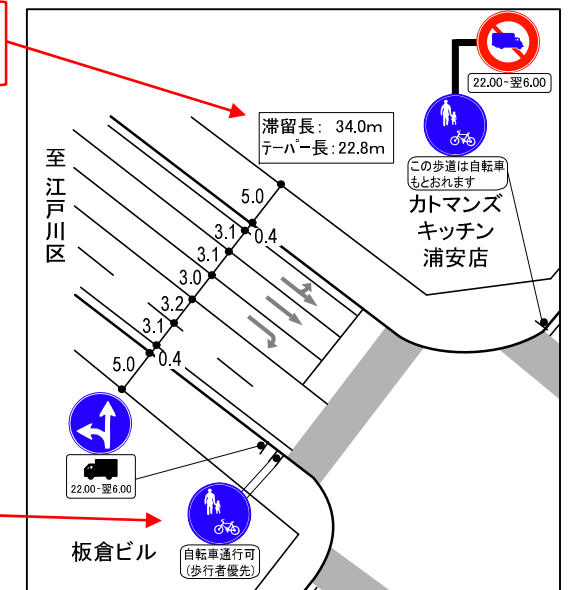 22.00-翌6.00
滞留長: 34.0m
テーパー長:22.8m
この歩道は自転車
もとおれます
カトマンズ
キッチン
浦安店
至江戸川区
5.0
0.4
3.1
3.1
3.0
3.2
3.1
0.4
5.0
22.00-翌6.00
板倉ビル
自転車通行可
(歩行者優先)